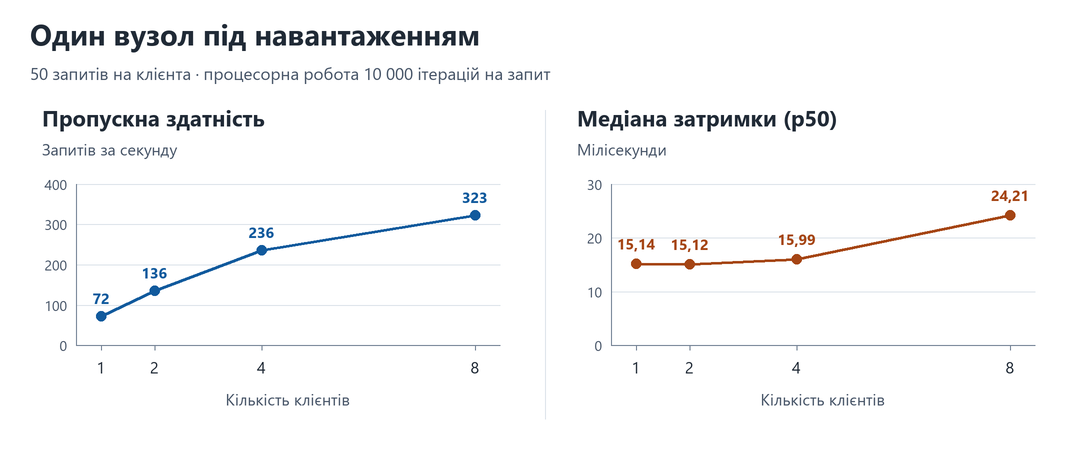 Один вузол під навантаженням
50 запитів на клієнта · процесорна робота 10 000 ітерацій на запит
Пропускна здатність
Запитів за секунду
400
300
200
100
0
72
136
236
323
1 2 4 8
Кількість клієнтів
Медіана затримки (p50)
Мілісекунди
30
20
10
0
15,14
15,12
15,99
24,21
1 2 4 8
Кількість клієнтів